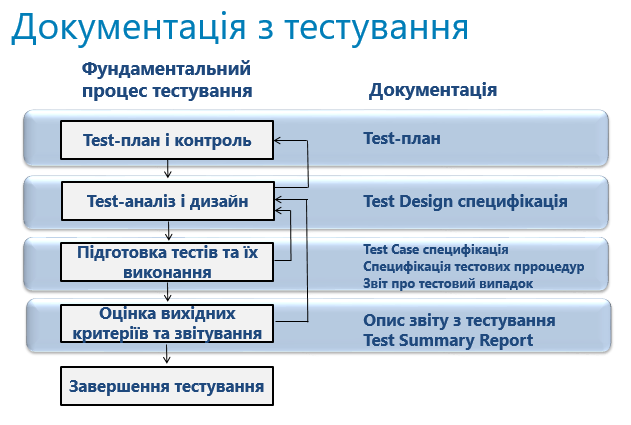 Документація з тестування
Фундаментальний
процес тестування
Документація
Test-план і контроль
Test-план
Test-аналіз і дизайн
Test Design специфікація
Підготовка тестів та їх
виконання
Test Case специфікація
Специфікація тестових прроцедур
Звіт про тестовий випадок
Оцінка вихідних
критеріїв та звітування
Опис звіту з тестування
Test Summary Report
Завершення тестування